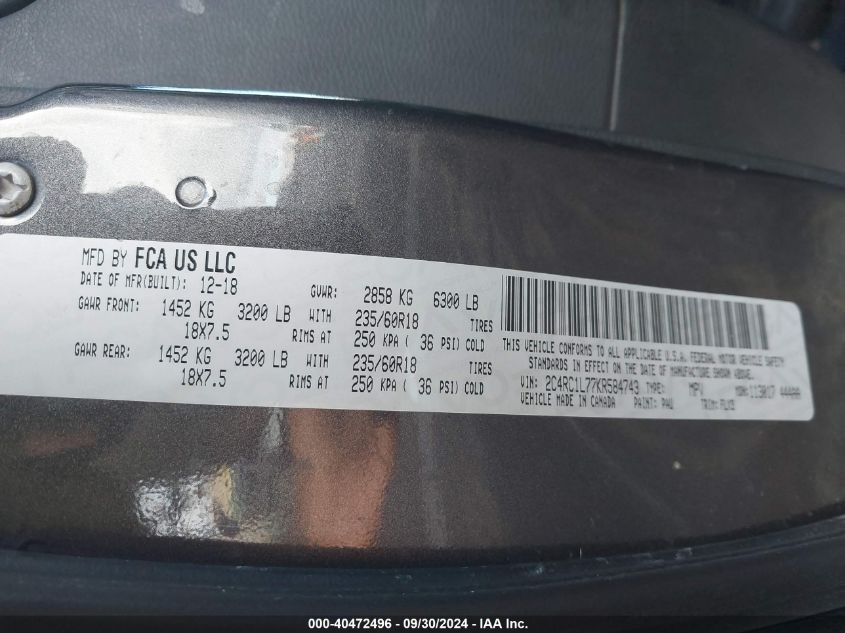 MFD BY FCA US LLC
DATE OF MFR(BUILT): 12-18 GVWR: 2858 KG 6300 LB
GAWR FRONT: 1452 KG 3200 LB WITH 235/60R18 TIRES
18X7.5 RIMS AT 250 KPA ( 36 PSI) COLD
GAWR REAR: 1452 KG 3200 LB WITH 235/60R18 TIRES
18X7.5 RIMS AT 250 KPA ( 36 PSI) COLD
THIS VEHICLE CONFORMS TO ALL APPLICABLE U.S.A. FEDERAL MOTOR VEHICLE SAFETY
STANDARDS IN EFFECT ON THE DATE OF MANUFACTURE SHOWN ABOVE.
VIN: 2C4RC1L77KR584743 TYPE: MPV MDH: 113017 444AA
VEHICLE MADE IN CANADA PAINT: PAU TRIM:
000-40472496 • 09/30/2024 - IAA Inc.